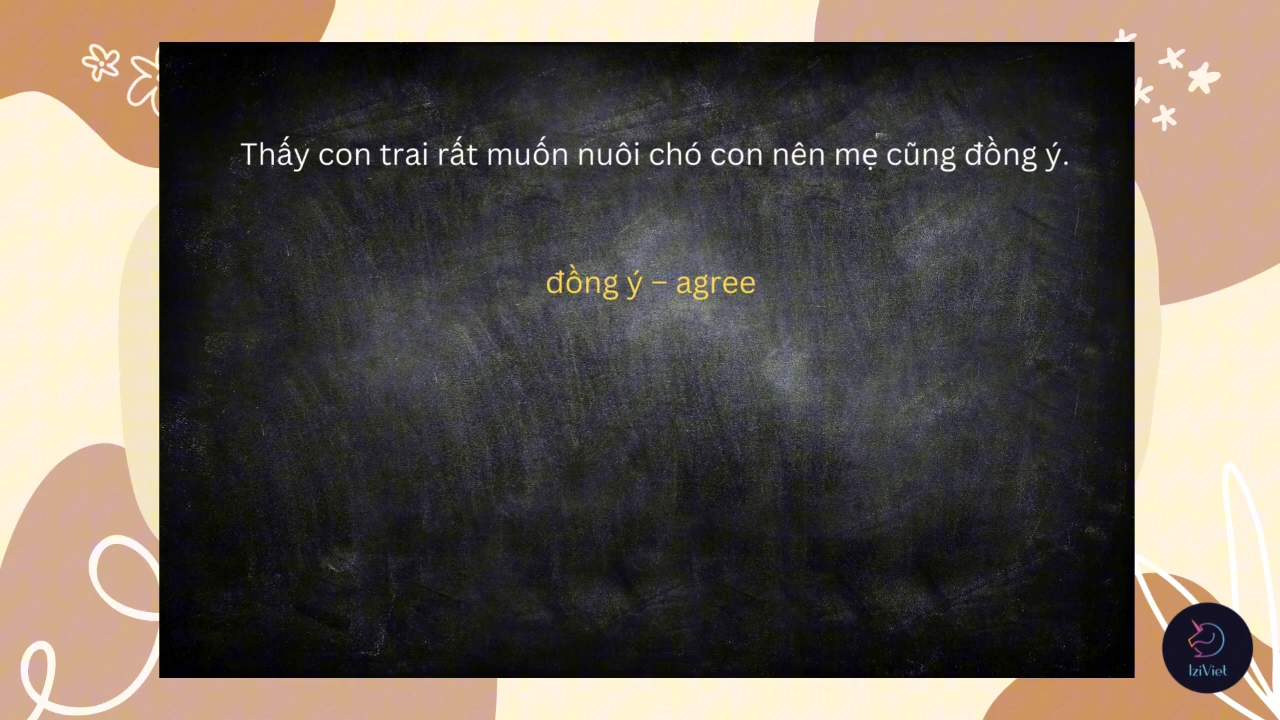 Thấy con trai rất muốn nuôi chó con nên mẹ cũng đồng ý.
đồng ý – agree
IziViet